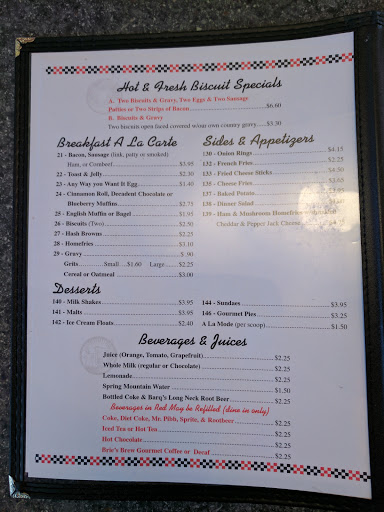 Hot & Fresh Biscuit Specials
A. Two Biscuits & Gravy, Two Eggs & Two Sausage
Patties or Two Strips of Bacon $6.60
B. Biscuits & Gravy
Two biscuits open faced covered w/our own country gravy $3.30
Breakfast A La Carte
21 - Bacon, Sausage (link, patty or smoked)
Ham, or Combeef $3.95
22 - Toast & Jelly $2.30
23 - Any Way you Want It Egg $1.40
24 - Cinnamon Roll, Decadent Chocolate or
Blueberry Muffins $2.75
25 - English Muffin or Bagel $1.95
26 - Biscuits (Two) $2.50
27 - Hash Browns $2.25
28 - Homefries $3.10
29 - Gravy $ .90
Grits Small $1.60 Large $2.25
Cereal or Oatmeal $3.00
Sides & Appetizers
130 - Onion Rings $4.15
132 - French Fries $2.25
133 - Fried Cheese Sticks $4.50
135 - Cheese Fries
137 - Baked Potato
138 - Dinner Salad
139 - Ham & Mushroom Homefries
Cheddar & Pepper Jack Cheese
Desserts
140 - Milk Shakes $3.95
141 - Malts $3.95
142 - Ice Cream Floats $2.40
144 - Sundaes $3.95
146 - Gourmet Pies $3.25
A La Mode (per scoop) $1.50
Beverages & Juices
Juice (Orange, Tomato, Grapefruit) $2.25
Whole Milk (regular or Chocolate) $2.25
Lemonade $2.25
Spring Mountain Water $1.50
Bottled Coke & Barq's Long Neck Root Beer $2.25
Beverages in Red May be Refilled (dine in only)
Coke, Diet Coke, Mr. Pibb, Sprite, & Rootbeer $2.25
Iced Tea or Hot Tea $2.25
Hot Chocolate $2.25
Brie's Brew Gourmet Coffee or Decaf $2.25